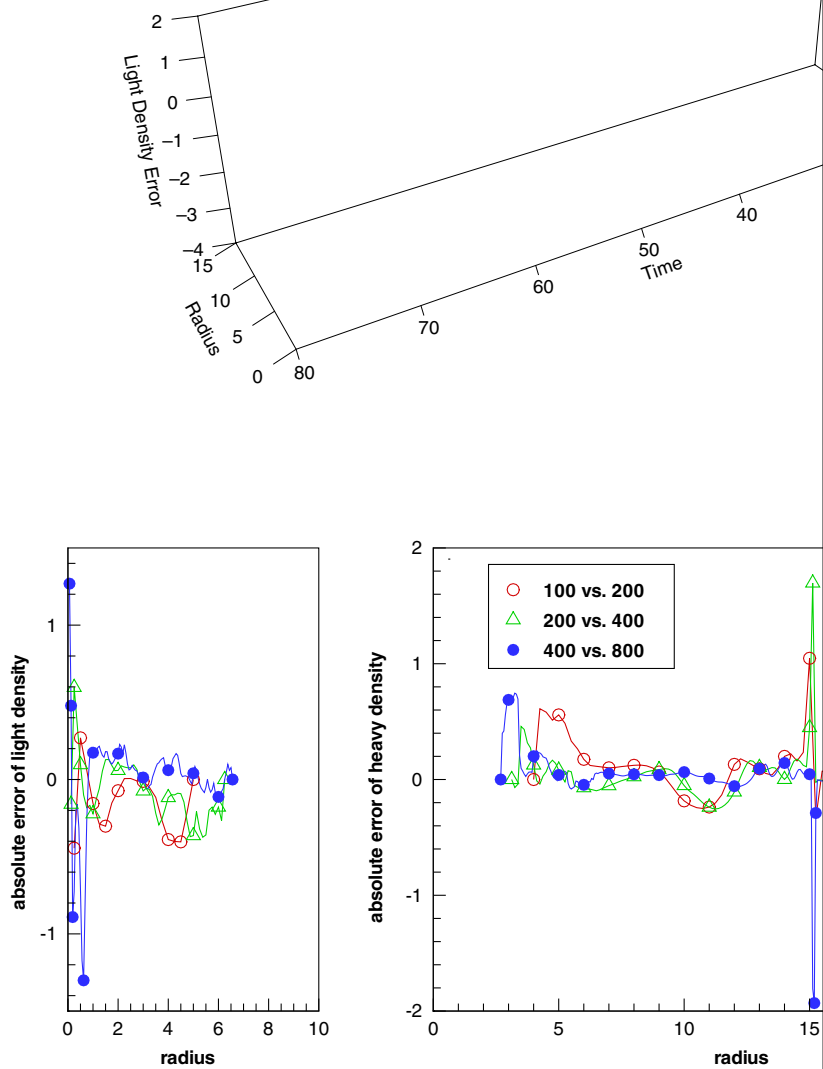 2
1
0
–1
–2
–3
–4
Light Density Error
15
10
5
0
Radius
80
70
60
50
40
Time
1
0
-1
absolute error of light density
0 2 4 6 8 10
radius
2
1
0
-1
-2
absolute error of heavy density
100 vs. 200
200 vs. 400
400 vs. 800
0 5 10 15
radius